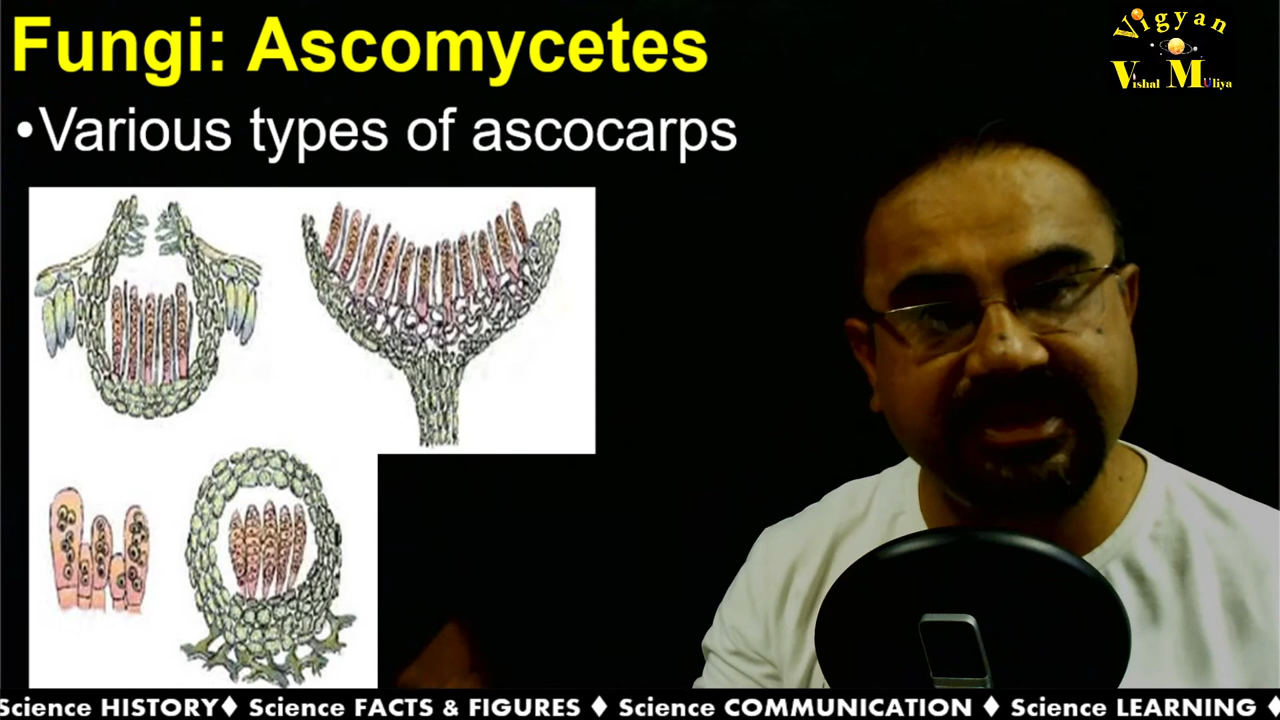 Fungi: Ascomycetes
•Various types of ascocarps
Vigyan
Vishal MUliya
Science HISTORY♦ Science FACTS & FIGURES ♦ Science COMMUNICATION ♦ Science LEARNING ♦